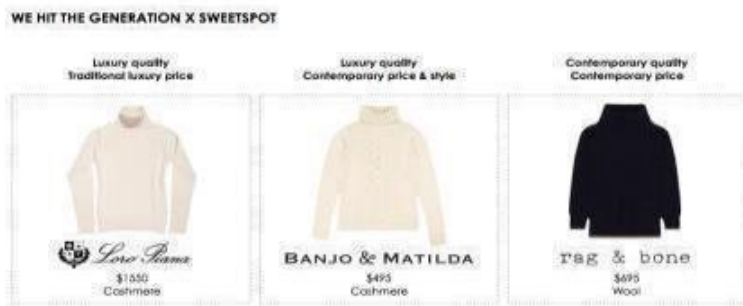 WE HIT THE GENERATION X SWEETSPOT
Luxury quality
Traditional luxury price
Luxury quality
Contemporary price & style
Contemporary quality
Contemporary price
Loro Piana
$1550
Cashmere
BANJO & MATILDA
$495
Cashmere
rag & bone
$695
Wool